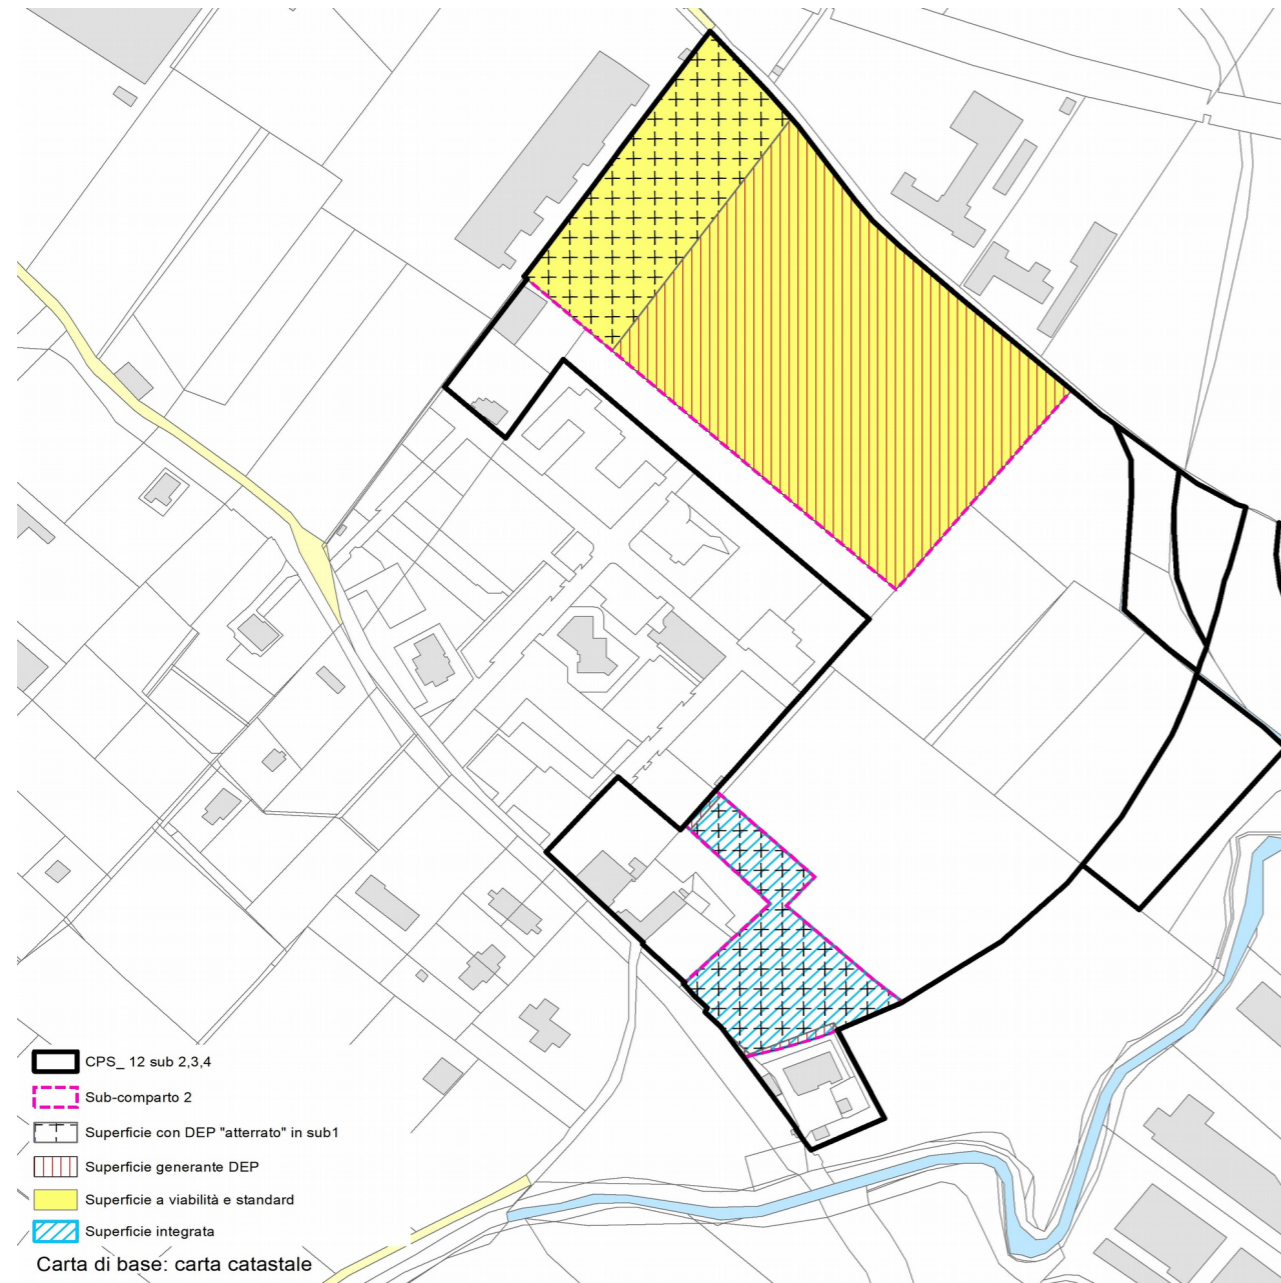 CPS_ 12 sub 2,3,4
Sub-comparto 2
Superficie con DEP "atterrato" in sub1
Superficie generante DEP
Superficie a viabilità e standard
Superficie integrata
Carta di base: carta catastale